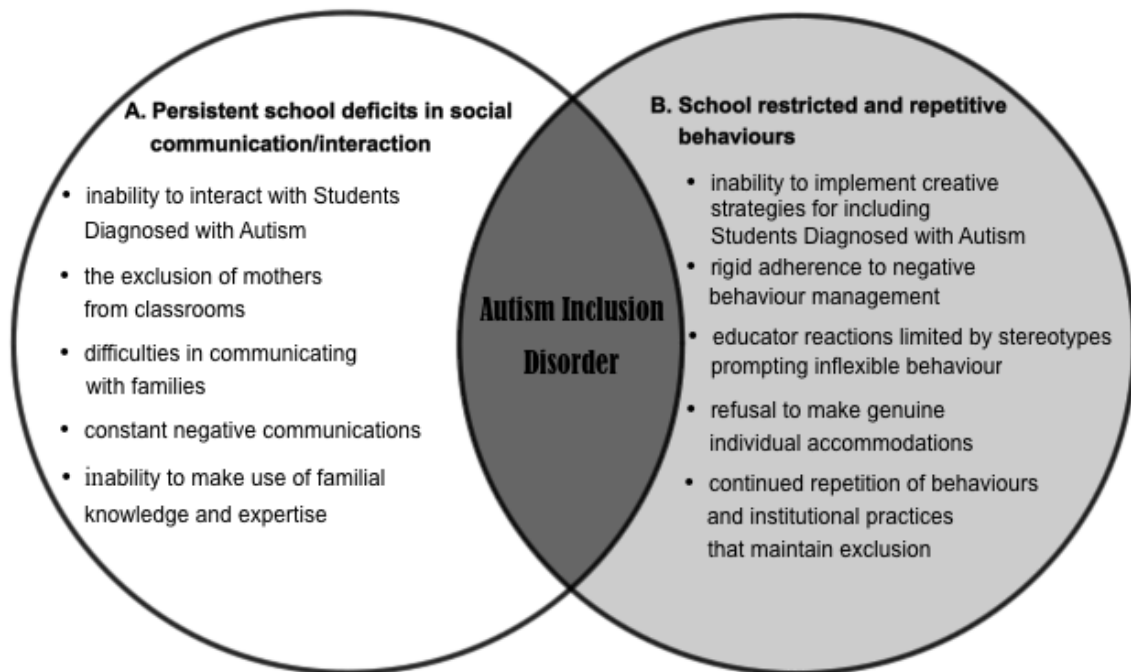 A. Persistent school deficits in social
communication/interaction
• inability to interact with Students
Diagnosed with Autism
• the exclusion of mothers
from classrooms
• difficulties in communicating
with families
• constant negative communications
• inability to make use of familial
knowledge and expertise
Autism Inclusion
Disorder
B. School restricted and repetitive
behaviours
• inability to implement creative
strategies for including
Students Diagnosed with Autism
• rigid adherence to negative
behaviour management
• educator reactions limited by stereotypes
prompting inflexible behaviour
• refusal to make genuine
individual accommodations
• continued repetition of behaviours
and institutional practices
that maintain exclusion